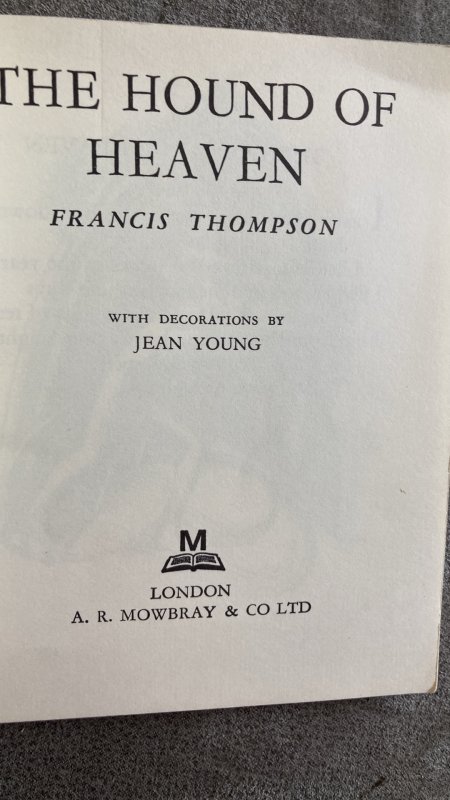 THE HOUND OF
HEAVEN
FRANCIS THOMPSON
WITH DECORATIONS BY
JEAN YOUNG
M
LONDON
A. R. MOWBRAY & CO LTD